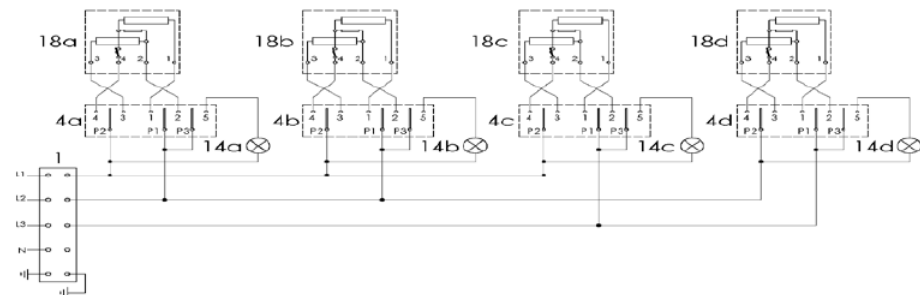 18a 18b 18c 18d
3 4 2 1 3 4 2 1 3 4 2 1 3 4 2 1
4 3 1 2 5 4 3 1 2 5 4 3 1 2 5 4 3 1 2 5
4a 4b 4c 4d
P2 P1 P3 P2 P1 P3 P2 P1 P3 P2 P1 P3
14a 14b 14c 14d
1
L1
L2
L3
N